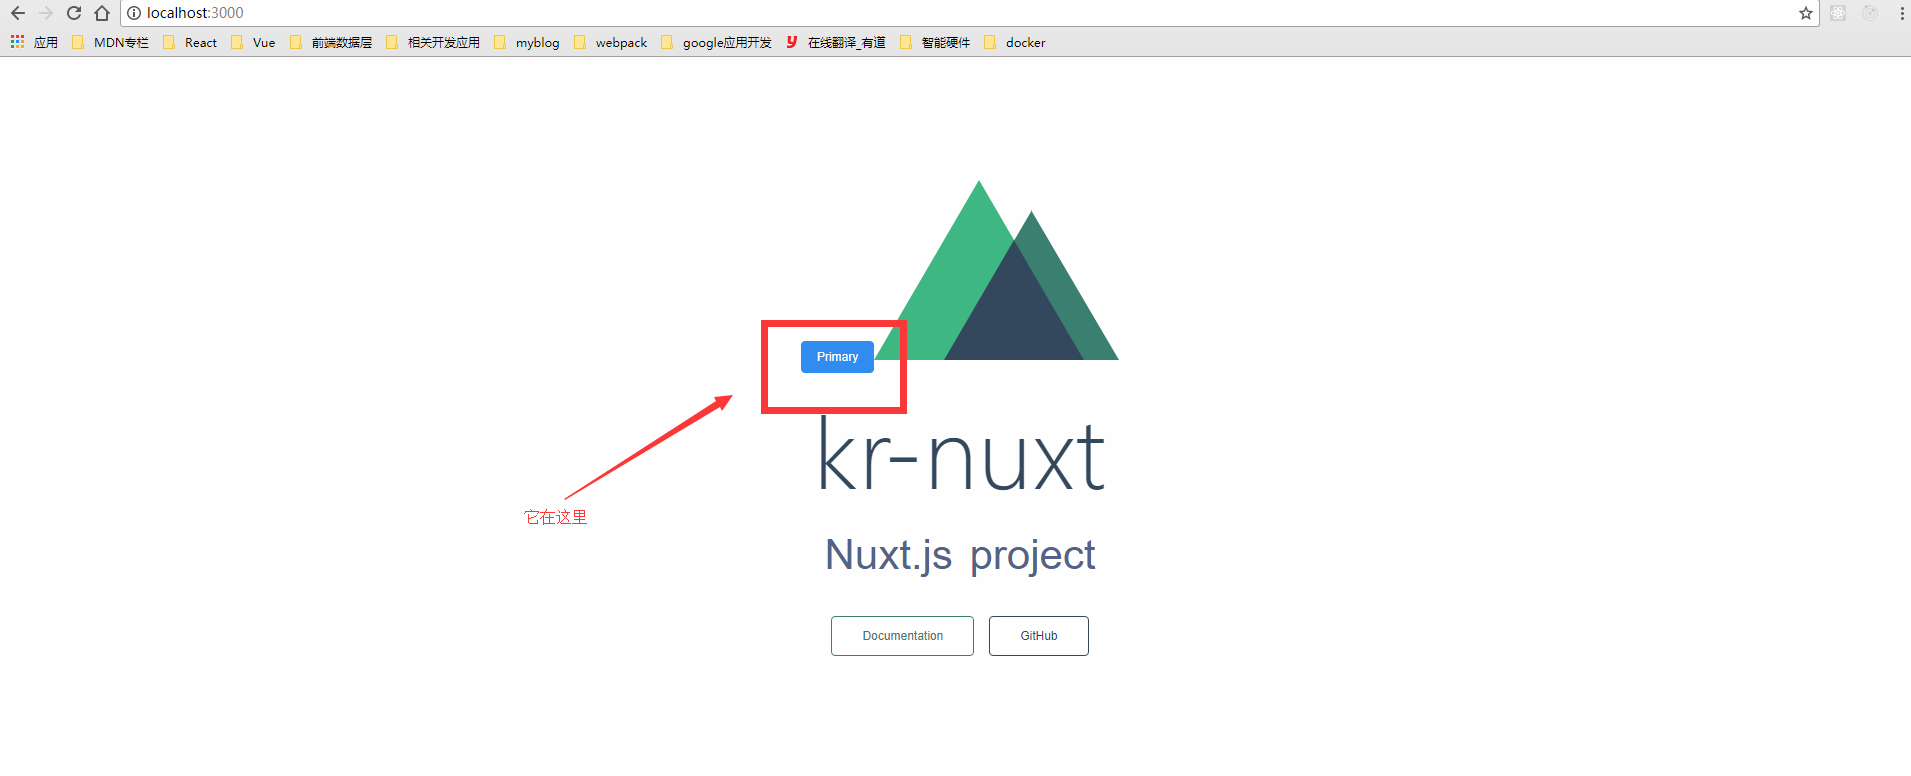 localhost:3000
应用 MDN专栏 React Vue 前端数据层 相关开发应用 myblog webpack google应用开发 在线翻译_有道 智能硬件 docker
Primary
kr-nuxt
它在这里
Nuxt.js project
Documentation GitHub